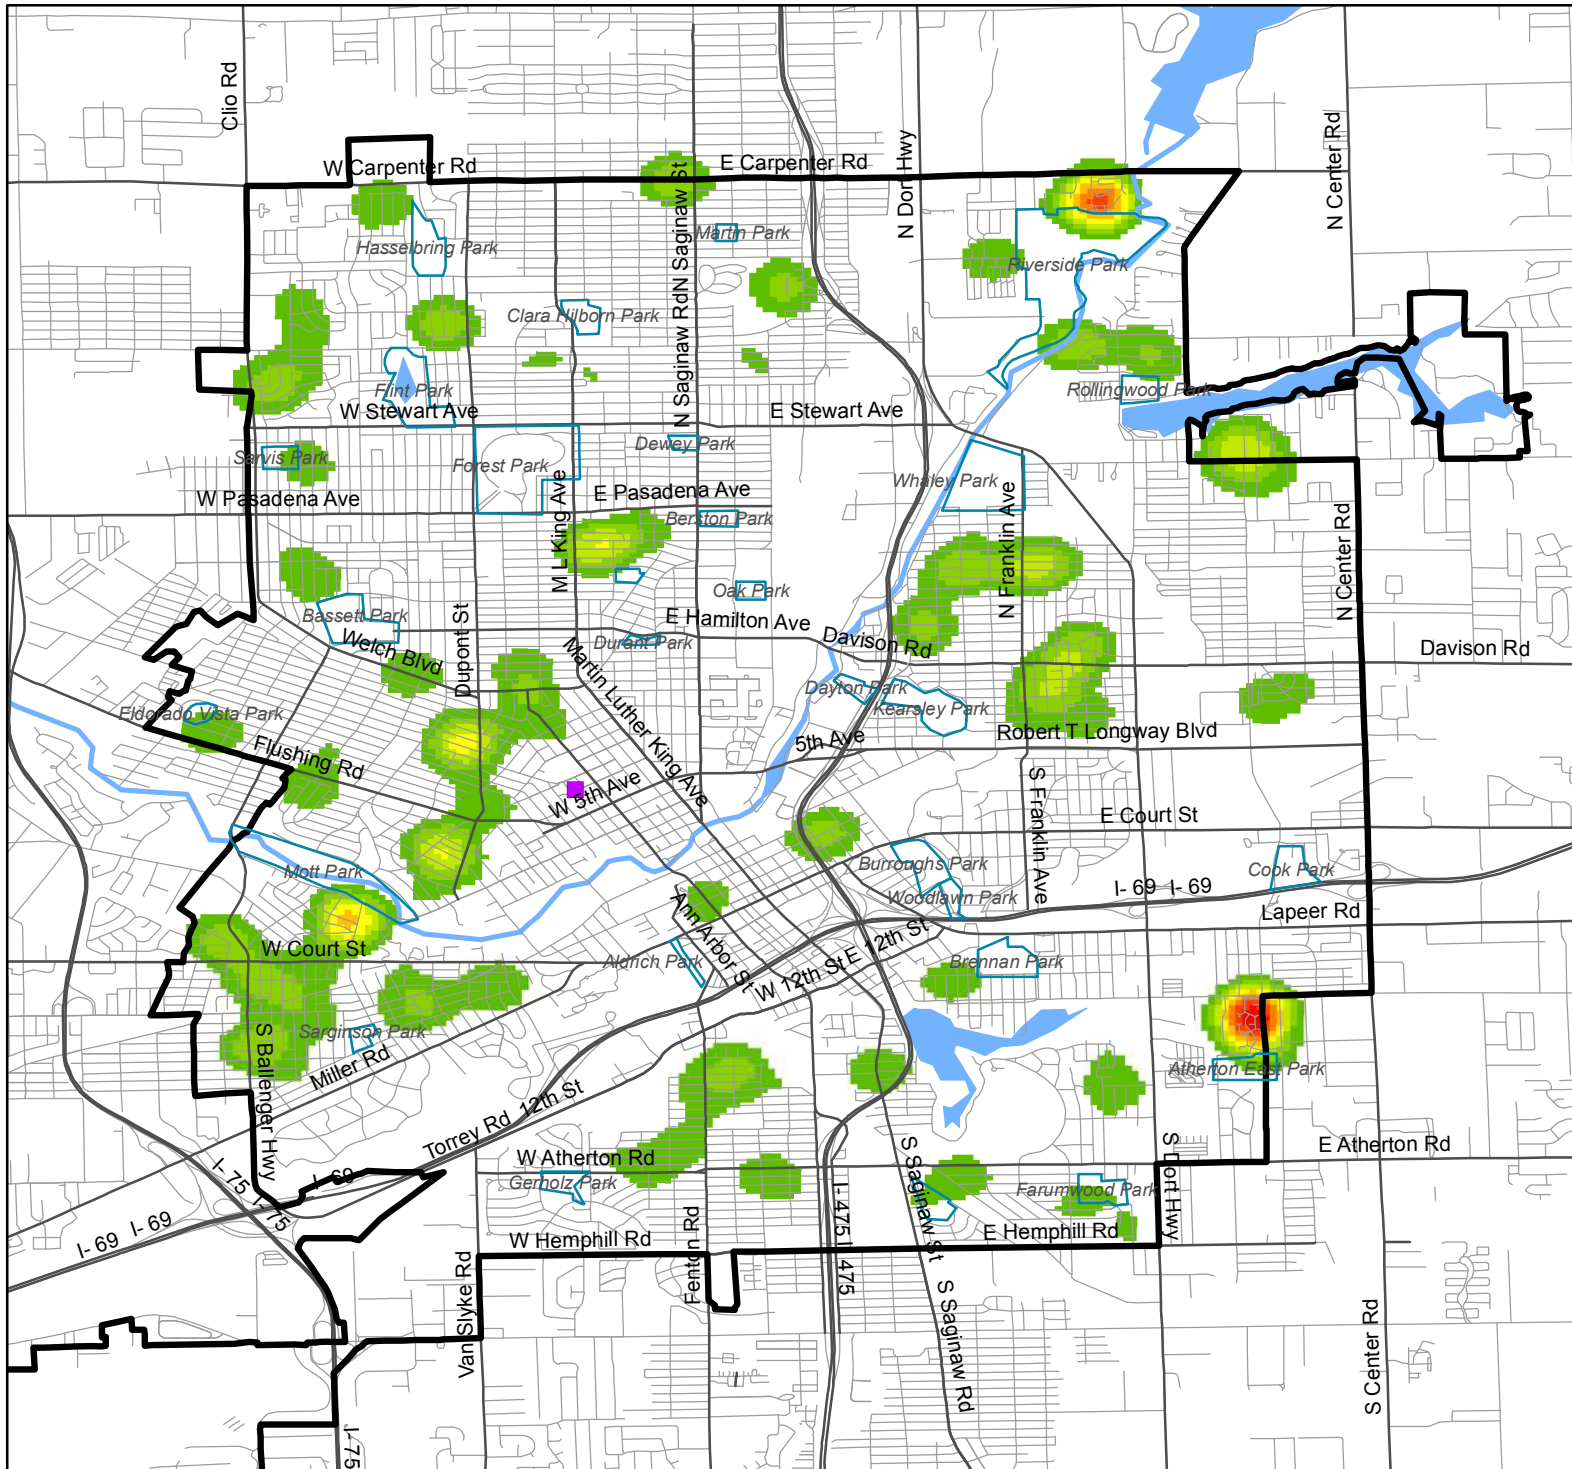 Clio Rd
W Carpenter Rd
E Carpenter Rd
N Dort Hwy
N Center Rd
N Saginaw St
Martin Park
Hasselbring Park
Riverside Park
Clara Hilborn Park
N Saginaw Rd
Flint Park
Rollingwood Park
W Stewart Ave
E Stewart Ave
Dewey Park
Sarvis Park
Forest Park
Whaley Park
W Pasadena Ave
E Pasadena Ave
Berston Park
M L King Ave
N Franklin Ave
N Center Rd
Oak Park
Bassett Park
E Hamilton Ave
Durant Park
Davison Rd
Davison Rd
Welch Blvd
Dupont St
Martin Luther King Ave
Dayton Park
Kearsley Park
Eldorado Vista Park
Robert T Longway Blvd
5th Ave
Flushing Rd
W 5th Ave
S Franklin Ave
E Court St
Mott Park
Burroughs Park
Cook Park
Woodlawn Park
I- 69 I- 69
Lapeer Rd
Ann Arbor St
W Court St
Aldrich Park
E 12th St
W 12th St
Brennan Park
Sarginson Park
S Ballenger Hwy
Miller Rd
Atherton East Park
Torrey Rd
12th St
E Atherton Rd
W Atherton Rd
Gerholz Park
S Saginaw St
Farumwood Park
S Dort Hwy
I- 75 I- 75
I- 69
I- 69 I- 69
W Hemphill Rd
E Hemphill Rd
Fenton Rd
I-475 I-475
Van Slyke Rd
S Saginaw Rd
S Center Rd
I-75